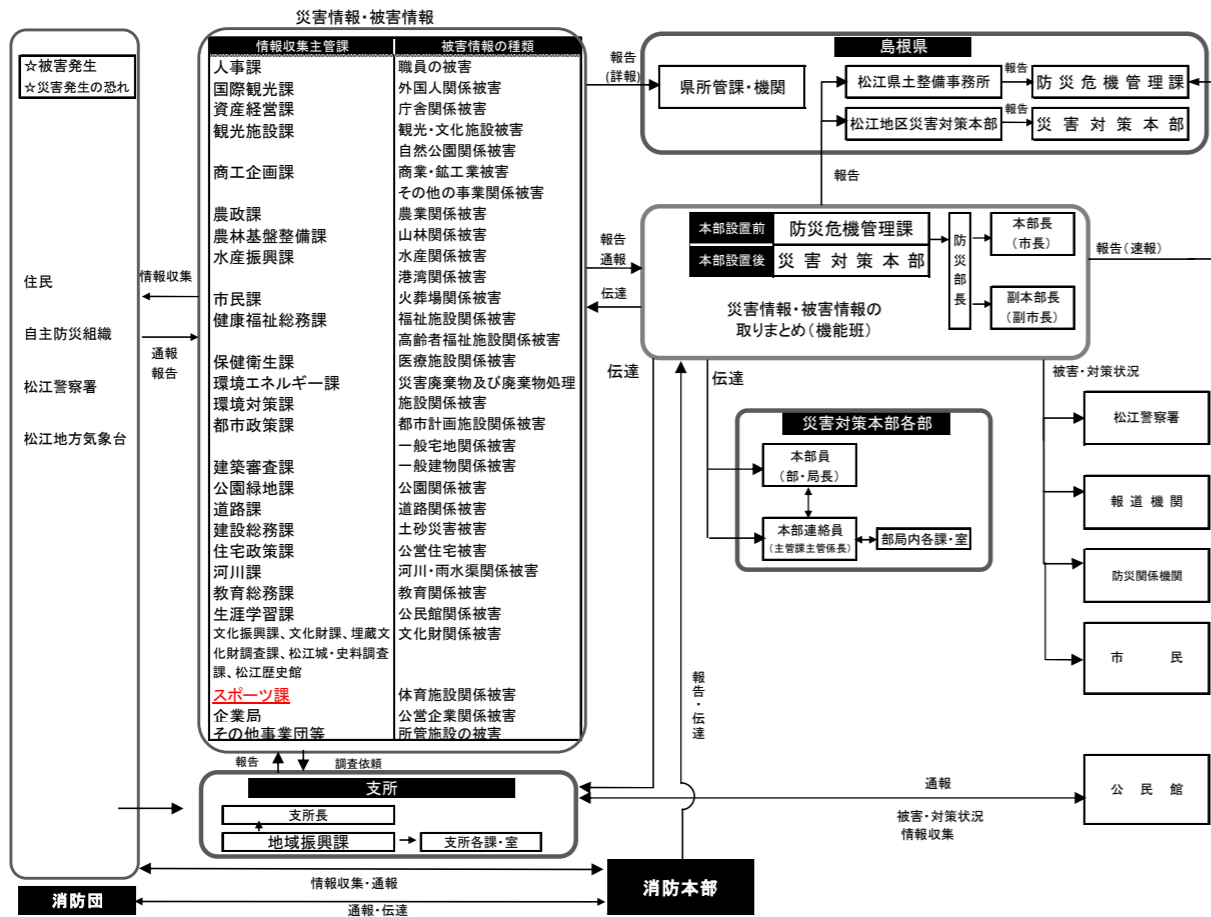 災害情報・被害情報
☆被害発生
☆災害発生の恐れ
住民
自主防災組織
松江警察署
松江地方気象台
情報収集
通報
報告
情報収集主管課 被害情報の種類
人事課 職員の被害
国際観光課 外国人関係被害
資産経営課 庁舎関係被害
観光施設課 観光・文化施設被害
自然公園関係被害
商工企画課 商業・鉱工業被害
その他の事業関係被害
農政課 農業関係被害
農林基盤整備課 山林関係被害
水産振興課 水産関係被害
港湾関係被害
市民課 火葬場関係被害
健康福祉総務課 福祉施設関係被害
高齢者福祉施設関係被害
保健衛生課 医療施設関係被害
環境エネルギー課 災害廃棄物及び廃棄物処理
環境対策課 施設関係被害
都市政策課 都市計画施設関係被害
一般宅地関係被害
建築審査課 一般建物関係被害
公園緑地課 公園関係被害
道路課 道路関係被害
建設総務課 土砂災害被害
住宅政策課 公営住宅被害
河川課 河川・雨水渠関係被害
教育総務課 教育関係被害
生涯学習課 公民館関係被害
文化振興課、文化財課、埋蔵文 文化財関係被害
化財調査課、松江城・史料調査
課、松江歴史館
スポーツ課 体育施設関係被害
企業局 公営企業関係被害
その他事業団等 所管施設の被害
報告
(詳報)
島根県
県所管課・機関
松江県土整備事務所
報告
防災危機管理課
松江地区災害対策本部
報告
災害対策本部
報告
報告
通報
伝達
本部設置前 防災危機管理課
本部設置後 災害対策本部
災害情報・被害情報の
取りまとめ(機能班)
防災部長
本部長
(市長)
副本部長
(副市長)
報告(速報)
伝達
伝達
被害・対策状況
災害対策本部各部
本部員
(部・局長)
本部連絡員
(主管課主管係長)
部局内各課・室
松江警察署
報道機関
防災関係機関
市民
報告・伝達
報告
調査依頼
支所
支所長
地域振興課
支所各課・室
通報
被害・対策状況
情報収集
公民館
情報収集・通報
消防団
通報・伝達
消防本部